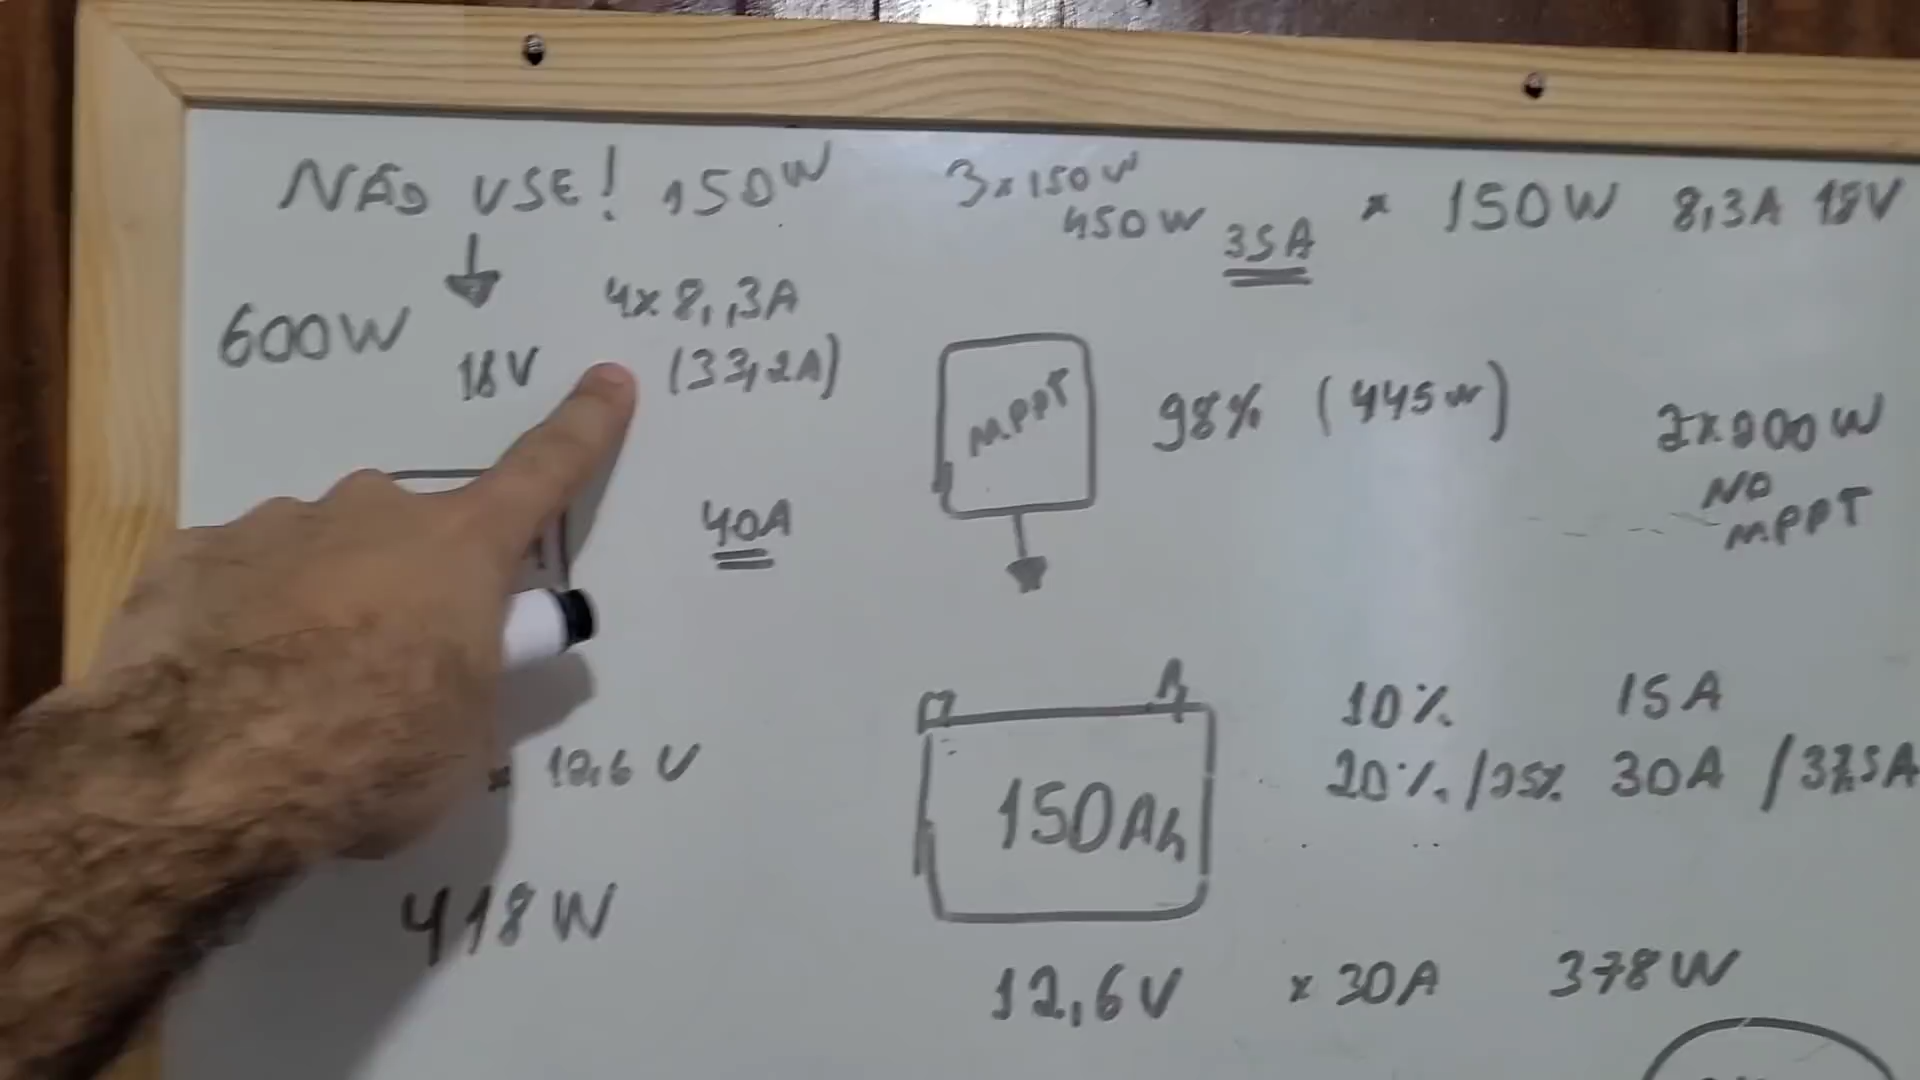 NÃO USE! 150W
600W
18V
4x 8,3A
(33,2A)
40A
x 12,6 V
418W
3x150W
450W 35A
x 150W 8,3A 18V
MPPT
98% (445W)
2x200W
NO
MPPT
150Ah
10% 15A
20% /25% 30A /37,5A
12,6V x 30A 378W